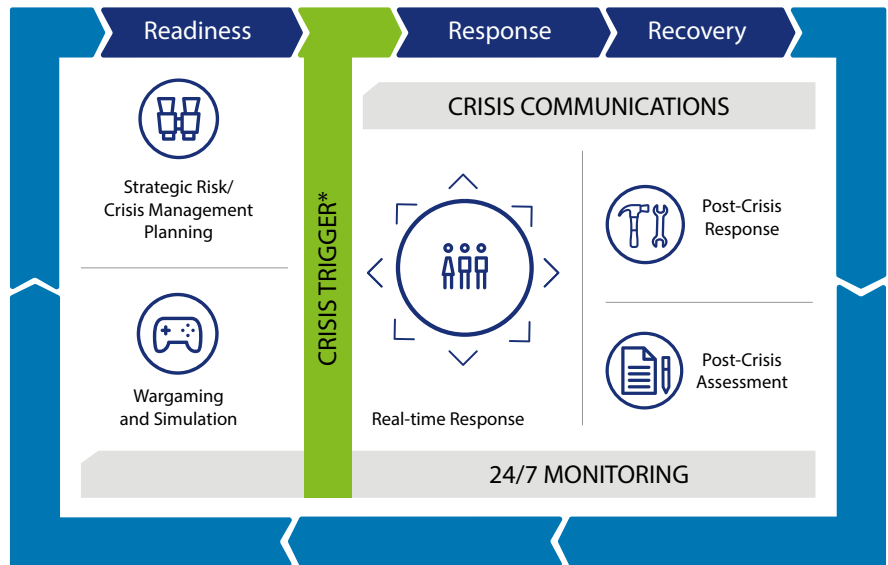 Readiness
Response
Recovery
CRISIS COMMUNICATIONS
Strategic Risk/
Crisis Management
Planning
Wargaming
and Simulation
CRISIS TRIGGER*
Real-time Response
Post-Crisis
Response
Post-Crisis
Assessment
24/7 MONITORING